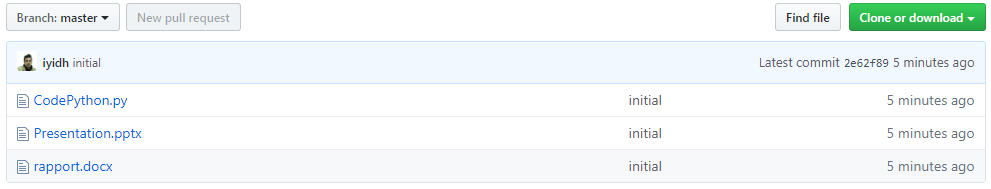 Branch: master New pull request Find file Clone or download
iyidh initial Latest commit 2e62f89 5 minutes ago
CodePython.py initial 5 minutes ago
Presentation.pptx initial 5 minutes ago
rapport.docx initial 5 minutes ago